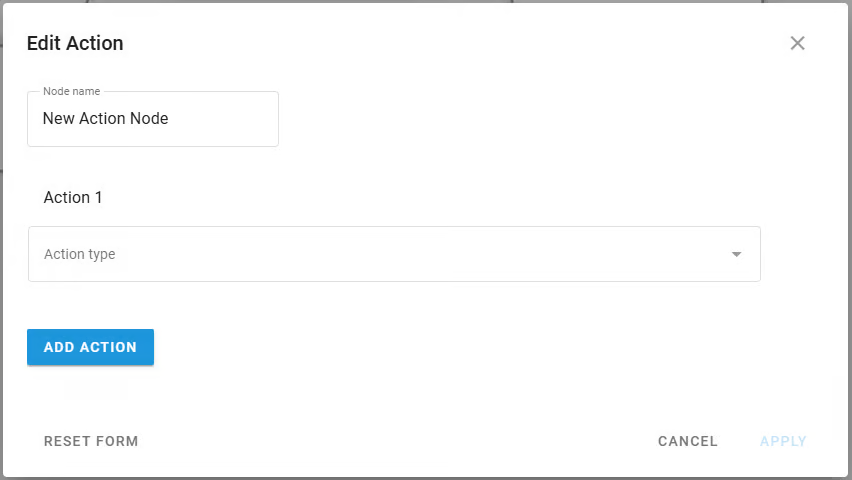 Edit Action
Node name
New Action Node
Action 1
Action type
ADD ACTION
RESET FORM
CANCEL
APPLY